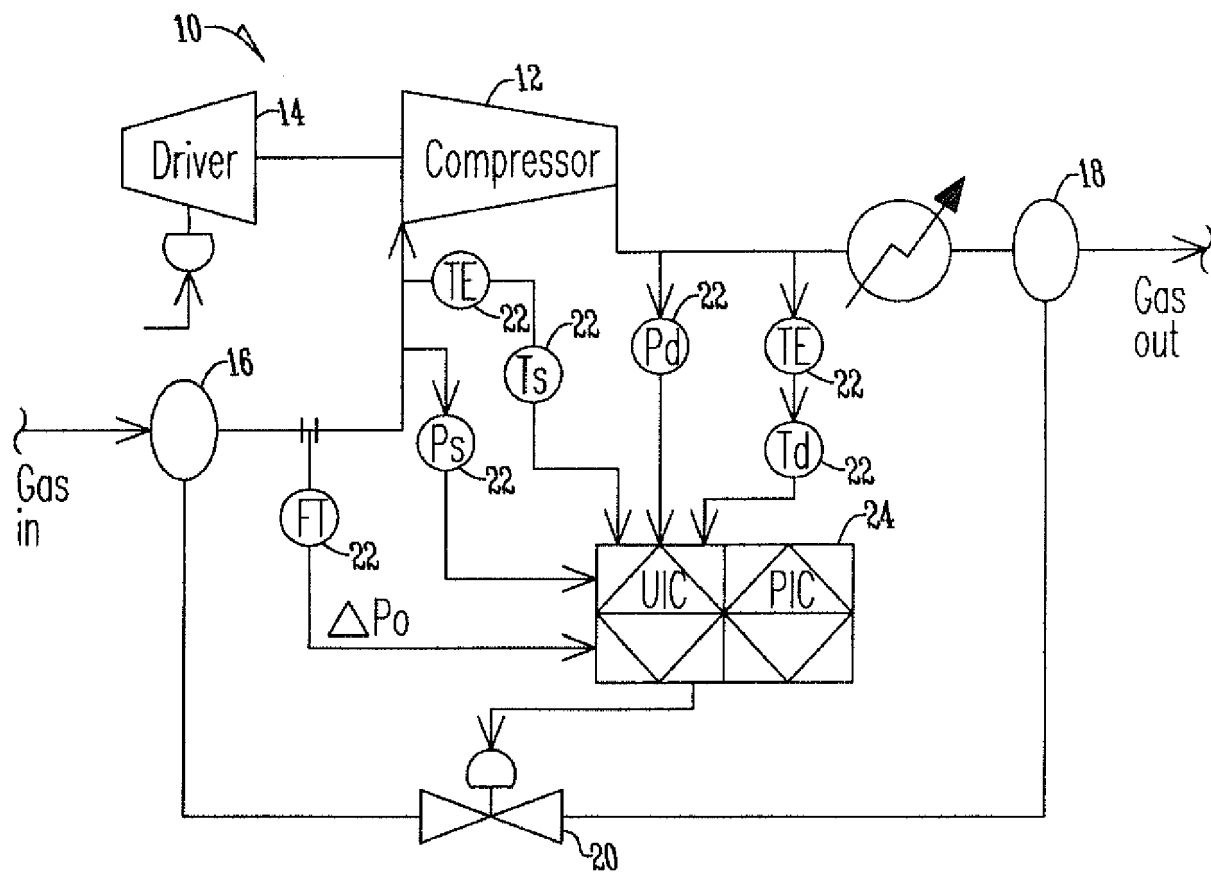 10
12
14
Driver
Compressor
18
TE
22
22
22
Pd
TE
22
Gas
out
16
Ts
Ps
22
Td
22
Gas
in
FT
22
24
UIC
PIC
△Po
20